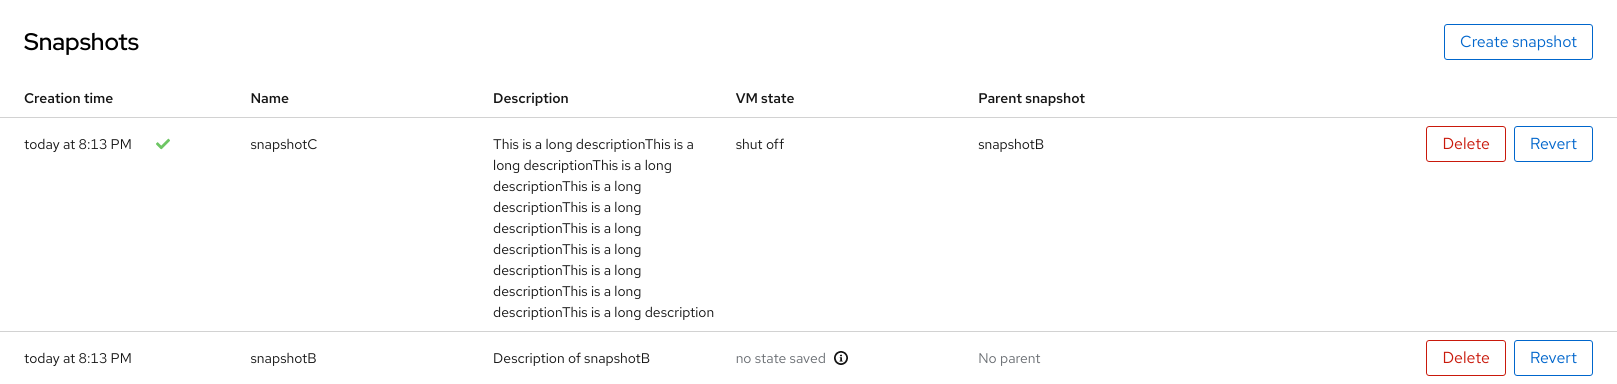 Snapshots
Create snapshot
Creation time Name Description VM state Parent snapshot
today at 8:13 PM snapshotC This is a long descriptionThis is a shut off snapshotB Delete Revert
long descriptionThis is a long
descriptionThis is a long
descriptionThis is a long
descriptionThis is a long
descriptionThis is a long
descriptionThis is a long
descriptionThis is a long
descriptionThis is a long description
today at 8:13 PM snapshotB Description of snapshotB no state saved No parent Delete Revert